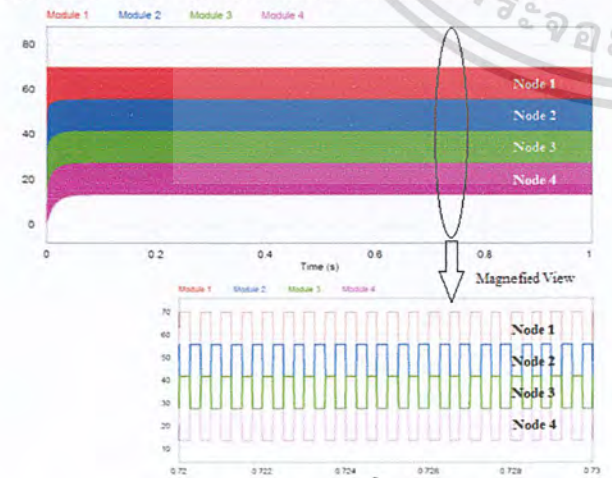 Module 1 Module 2 Module 3 Module 4
80
60
40
20
0
Node 1
Node 2
Node 3
Node 4
0 0.2 0.4 0.6 0.8 1
Time (s)
Magnefied View
Module 1 Module 2 Module 3 Module 4
70
60
50
40
30
20
10
Node 1
Node 2
Node 3
Node 4
0.72 0.722 0.724 0.726 0.728 0.73